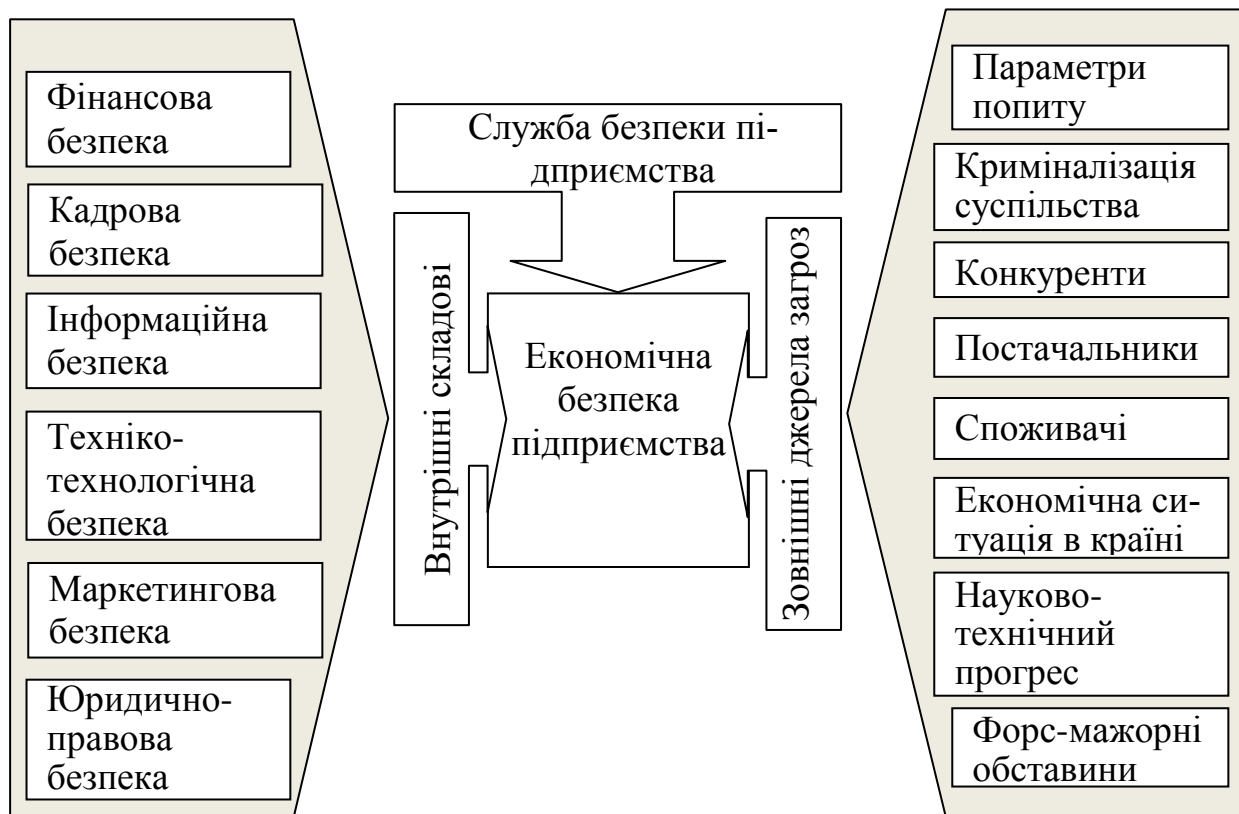 Фінансова
безпека
Кадрова
безпека
Інформаційна
безпека
Техніко-
технологічна
безпека
Маркетингова
безпека
Юридично-
правова
безпека
Служба безпеки пі-
дприємства
Внутрішні складові
Економічна
безпека
підприємства
Зовнішні джерела загроз
Параметри
попиту
Криміналізація
суспільства
Конкуренти
Постачальники
Споживачі
Економічна си-
туація в країні
Науково-
технічний
прогрес
Форс-мажорні
обставини